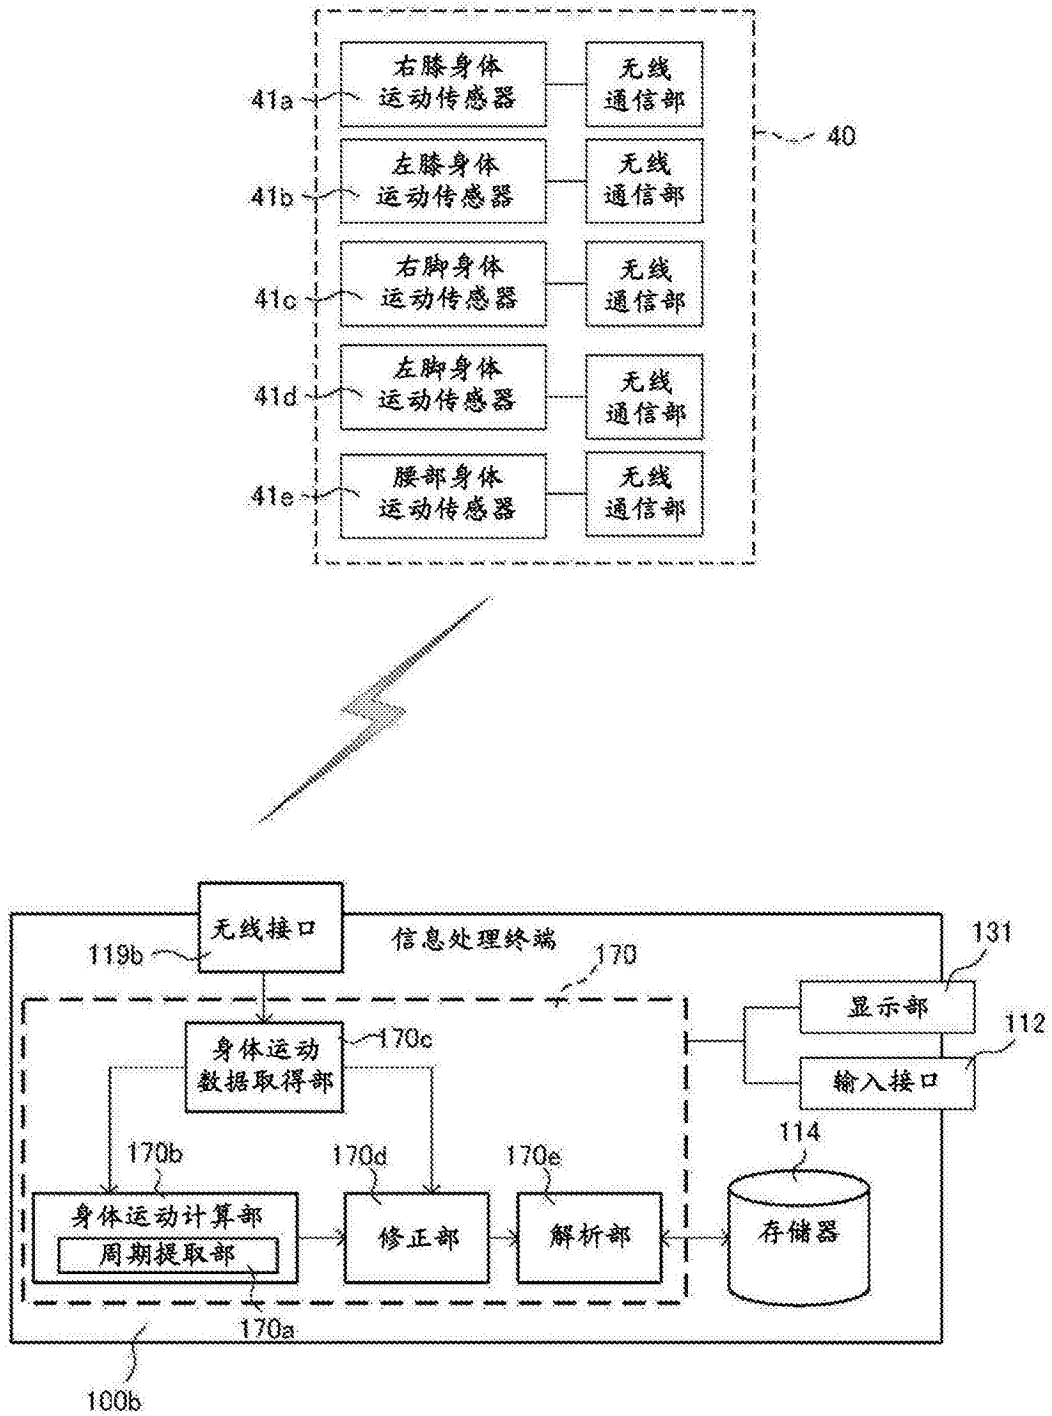 右膝身体
运动传感器
无线
通信部
41a
40
左膝身体
运动传感器
无线
通信部
41b
右脚身体
运动传感器
无线
通信部
41c
左脚身体
运动传感器
无线
通信部
41d
腰部身体
运动传感器
无线
通信部
41e
无线接口
119b
信息处理终端
170
131
显示部
身体运动
数据取得部
170c
112
输入接口
170b
170d
170e
114
身体运动计算部
周期提取部
修正部
解析部
存储器
170a
100b